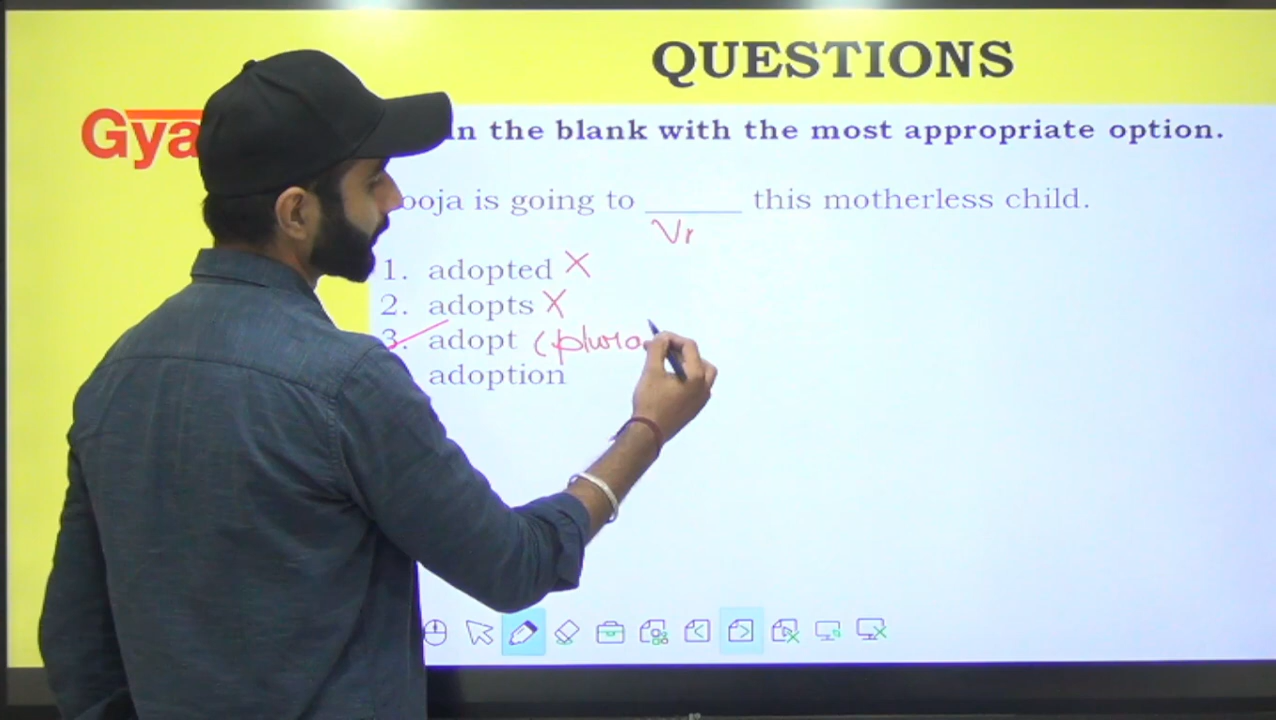 QUESTIONS
Gya
in the blank with the most appropriate option.
ooja is going to ______ this motherless child.
1. adopted X
2. adopts X
3. adopt (plura
adoption